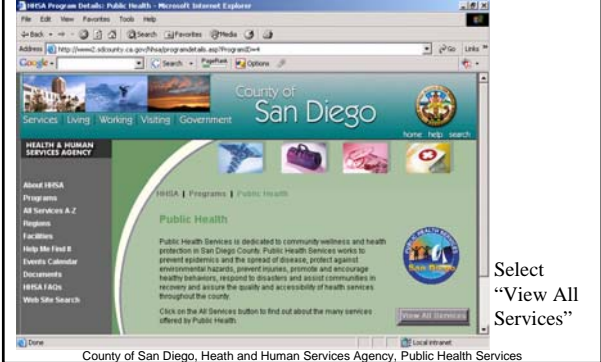 HHSA Program Details: Public Health - Microsoft Internet Explorer
File Edit View Favorites Tools Help
Back Search Favorites Media
Address http://www2.sdcounty.ca.gov/hhsa/programdetails.asp?ProgramID=4 Go Links »
Google Search PageRank Options
County of
San Diego
Services Living Working Visiting Government
home help search
HEALTH & HUMAN
SERVICES AGENCY
About HHSA
Programs
All Services A-Z
Regions
Facilities
Help Me Find It
Events Calendar
Documents
HHSA FAQs
Web Site Search
HHSA | Programs | Public Health
Public Health
Public Health Services is dedicated to community wellness and health
protection in San Diego County. Public Health Services works to
prevent epidemics and the spread of disease, protect against
environmental hazards, prevent injuries, promote and encourage
healthy behaviors, respond to disasters and assist communities in
recovery and assure the quality and accessibility of health services
throughout the county.
Click on the All Services button to find out about the many services
offered by Public Health.
PUBLIC HEALTH SERVICES
San Diego
View All Services
Done
Local intranet
Select
“View All
Services”
County of San Diego, Heath and Human Services Agency, Public Health Services